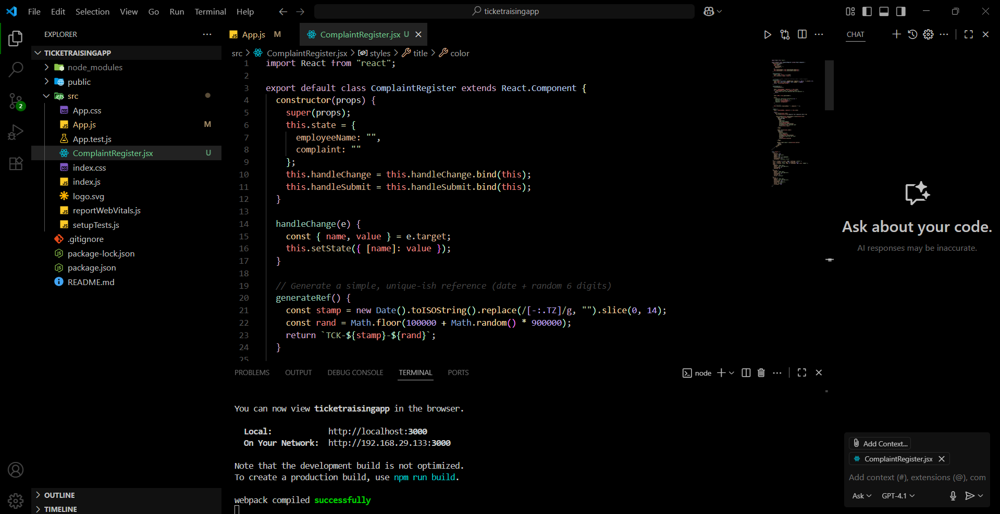 File Edit Selection View Go Run Terminal Help
ticketraisingapp
EXPLORER
TICKETRAISINGAPP
node_modules
public
src
App.css
App.js M
App.test.js
ComplaintRegister.jsx U
index.css
index.js
logo.svg
reportWebVitals.js
setupTests.js
.gitignore
package-lock.json
package.json
README.md
OUTLINE
TIMELINE
2
App.js M
ComplaintRegister.jsx U
src > ComplaintRegister.jsx > styles > title > color
1 import React from "react";
2
3 export default class ComplaintRegister extends React.Component {
4 constructor(props) {
5 super(props);
6 this.state = {
7 employeeName: "",
8 complaint: ""
9 };
10 this.handleChange = this.handleChange.bind(this);
11 this.handleSubmit = this.handleSubmit.bind(this);
12 }
13
14 handleChange(e) {
15 const { name, value } = e.target;
16 this.setState({ [name]: value });
17 }
18
19 // Generate a simple, unique-ish reference (date + random 6 digits)
20 generateRef() {
21 const stamp = new Date().toISOString().replace(/[-:.TZ]/g, "").slice(0, 14);
22 const rand = Math.floor(100000 + Math.random() * 900000);
23 return `TCK-${stamp}-${rand}`;
24 }
25
PROBLEMS OUTPUT DEBUG CONSOLE TERMINAL PORTS
node
You can now view ticketraisingapp in the browser.
Local: http://localhost:3000
On Your Network: http://192.168.29.133:3000
Note that the development build is not optimized.
To create a production build, use npm run build.
webpack compiled successfully
CHAT
Ask about your code.
AI responses may be inaccurate.
Add Context...
ComplaintRegister.jsx
Add context (#), extensions (@), com
Ask GPT-4.1